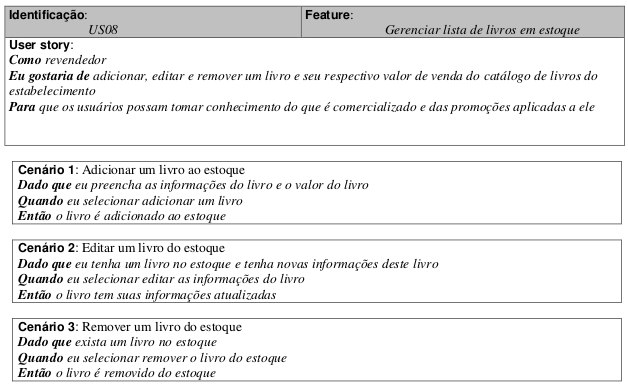 Identificação: Feature:
US08 Gerenciar lista de livros em estoque
User story:
Como revendedor
Eu gostaria de adicionar, editar e remover um livro e seu respectivo valor de venda do catálogo de livros do
estabelecimento
Para que os usuários possam tomar conhecimento do que é comercializado e das promoções aplicadas a ele
Cenário 1: Adicionar um livro ao estoque
Dado que eu preencha as informações do livro e o valor do livro
Quando eu selecionar adicionar um livro
Então o livro é adicionado ao estoque
Cenário 2: Editar um livro do estoque
Dado que eu tenha um livro no estoque e tenha novas informações deste livro
Quando eu selecionar editar as informações do livro
Então o livro tem suas informações atualizadas
Cenário 3: Remover um livro do estoque
Dado que exista um livro no estoque
Quando eu selecionar remover o livro do estoque
Então o livro é removido do estoque